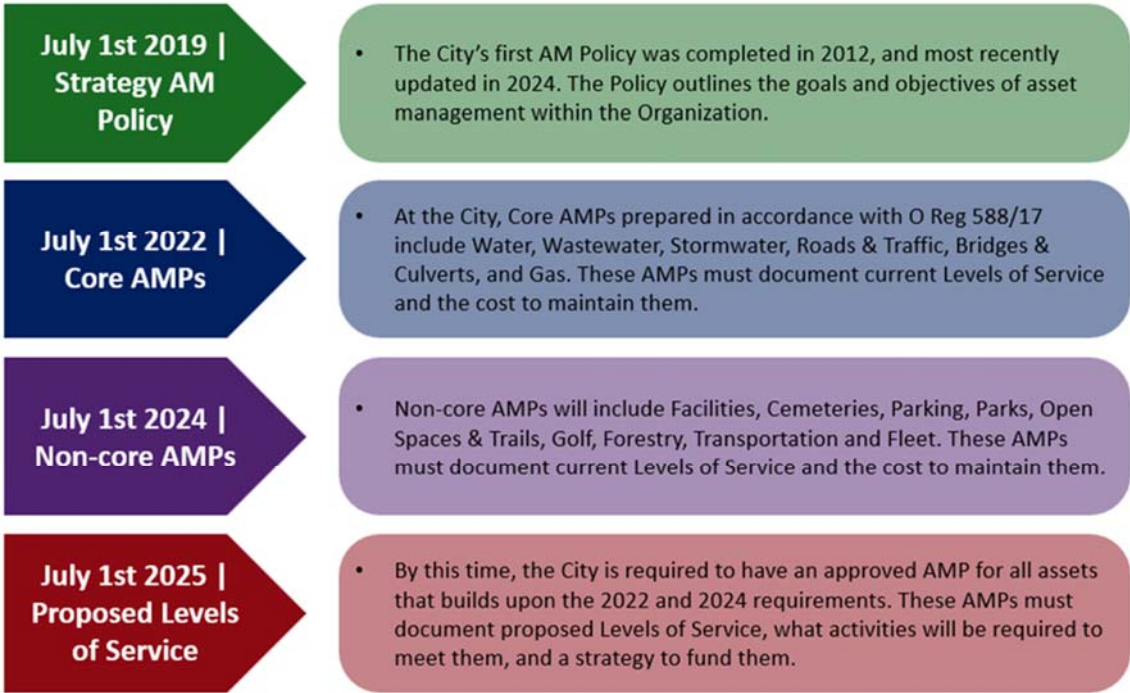 July 1st 2019 |
Strategy AM
Policy
• The City's first AM Policy was completed in 2012, and most recently
updated in 2024. The Policy outlines the goals and objectives of asset
management within the Organization.
July 1st 2022 |
Core AMPs
• At the City, Core AMPs prepared in accordance with O Reg 588/17
include Water, Wastewater, Stormwater, Roads & Traffic, Bridges &
Culverts, and Gas. These AMPs must document current Levels of Service
and the cost to maintain them.
July 1st 2024 |
Non-core AMPs
• Non-core AMPs will include Facilities, Cemeteries, Parking, Parks, Open
Spaces & Trails, Golf, Forestry, Transportation and Fleet. These AMPs
must document current Levels of Service and the cost to maintain them.
July 1st 2025 |
Proposed Levels
of Service
• By this time, the City is required to have an approved AMP for all assets
that builds upon the 2022 and 2024 requirements. These AMPs must
document proposed Levels of Service, what activities will be required to
meet them, and a strategy to fund them.